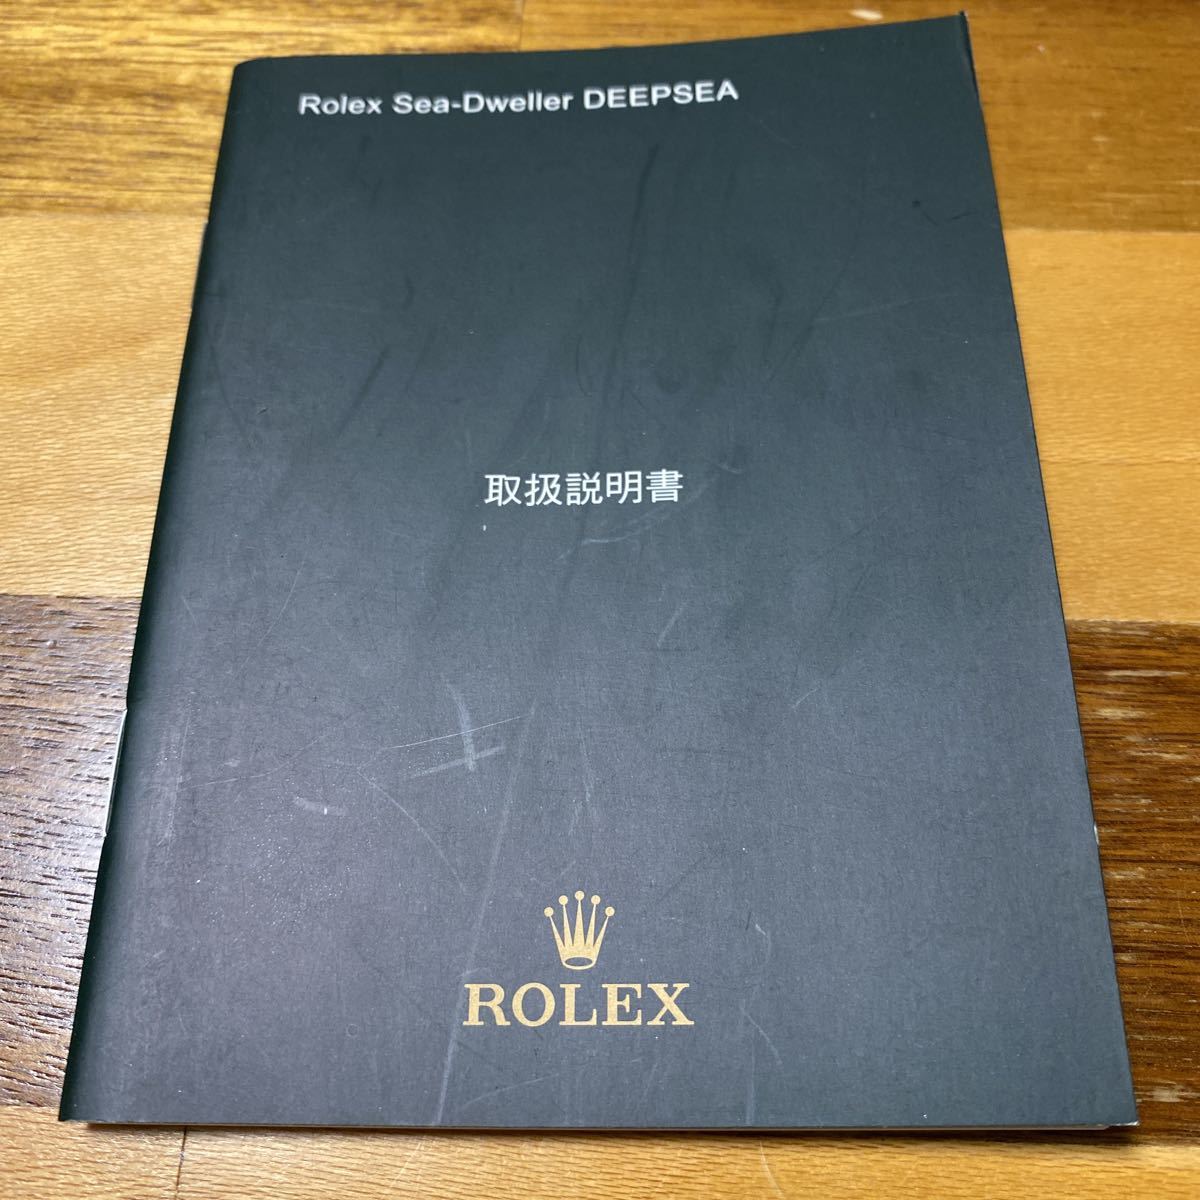 Rolex Sea-Dweller DEEPSEA
取扱説明書
ROLEX